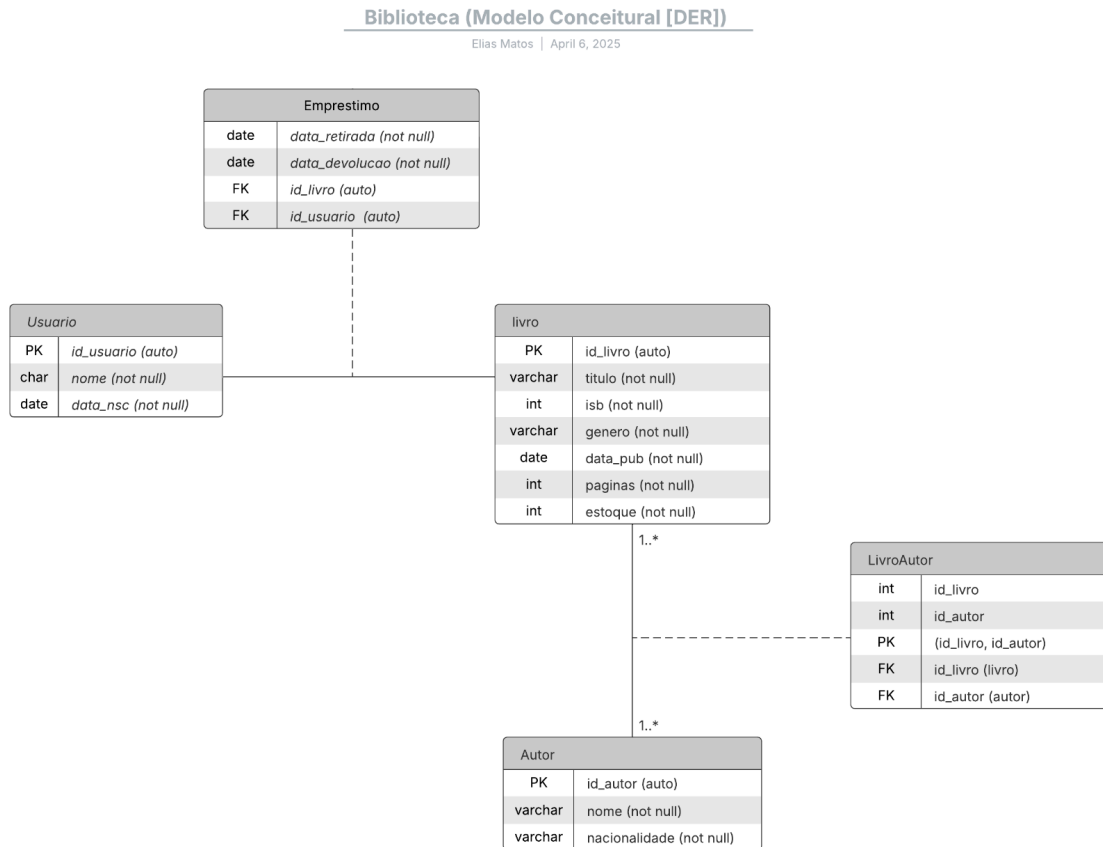 Biblioteca (Modelo Conceitural [DER])
Elias Matos | April 6, 2025
Emprestimo
date data_retirada (not null)
date data_devolucao (not null)
FK id_livro (auto)
FK id_usuario (auto)
Usuario
PK id_usuario (auto)
char nome (not null)
date data_nsc (not null)
livro
PK id_livro (auto)
varchar titulo (not null)
int isb (not null)
varchar genero (not null)
date data_pub (not null)
int paginas (not null)
int estoque (not null)
1..*
LivroAutor
int id_livro
int id_autor
PK (id_livro, id_autor)
FK id_livro (livro)
FK id_autor (autor)
1..*
Autor
PK id_autor (auto)
varchar nome (not null)
varchar nacionalidade (not null)